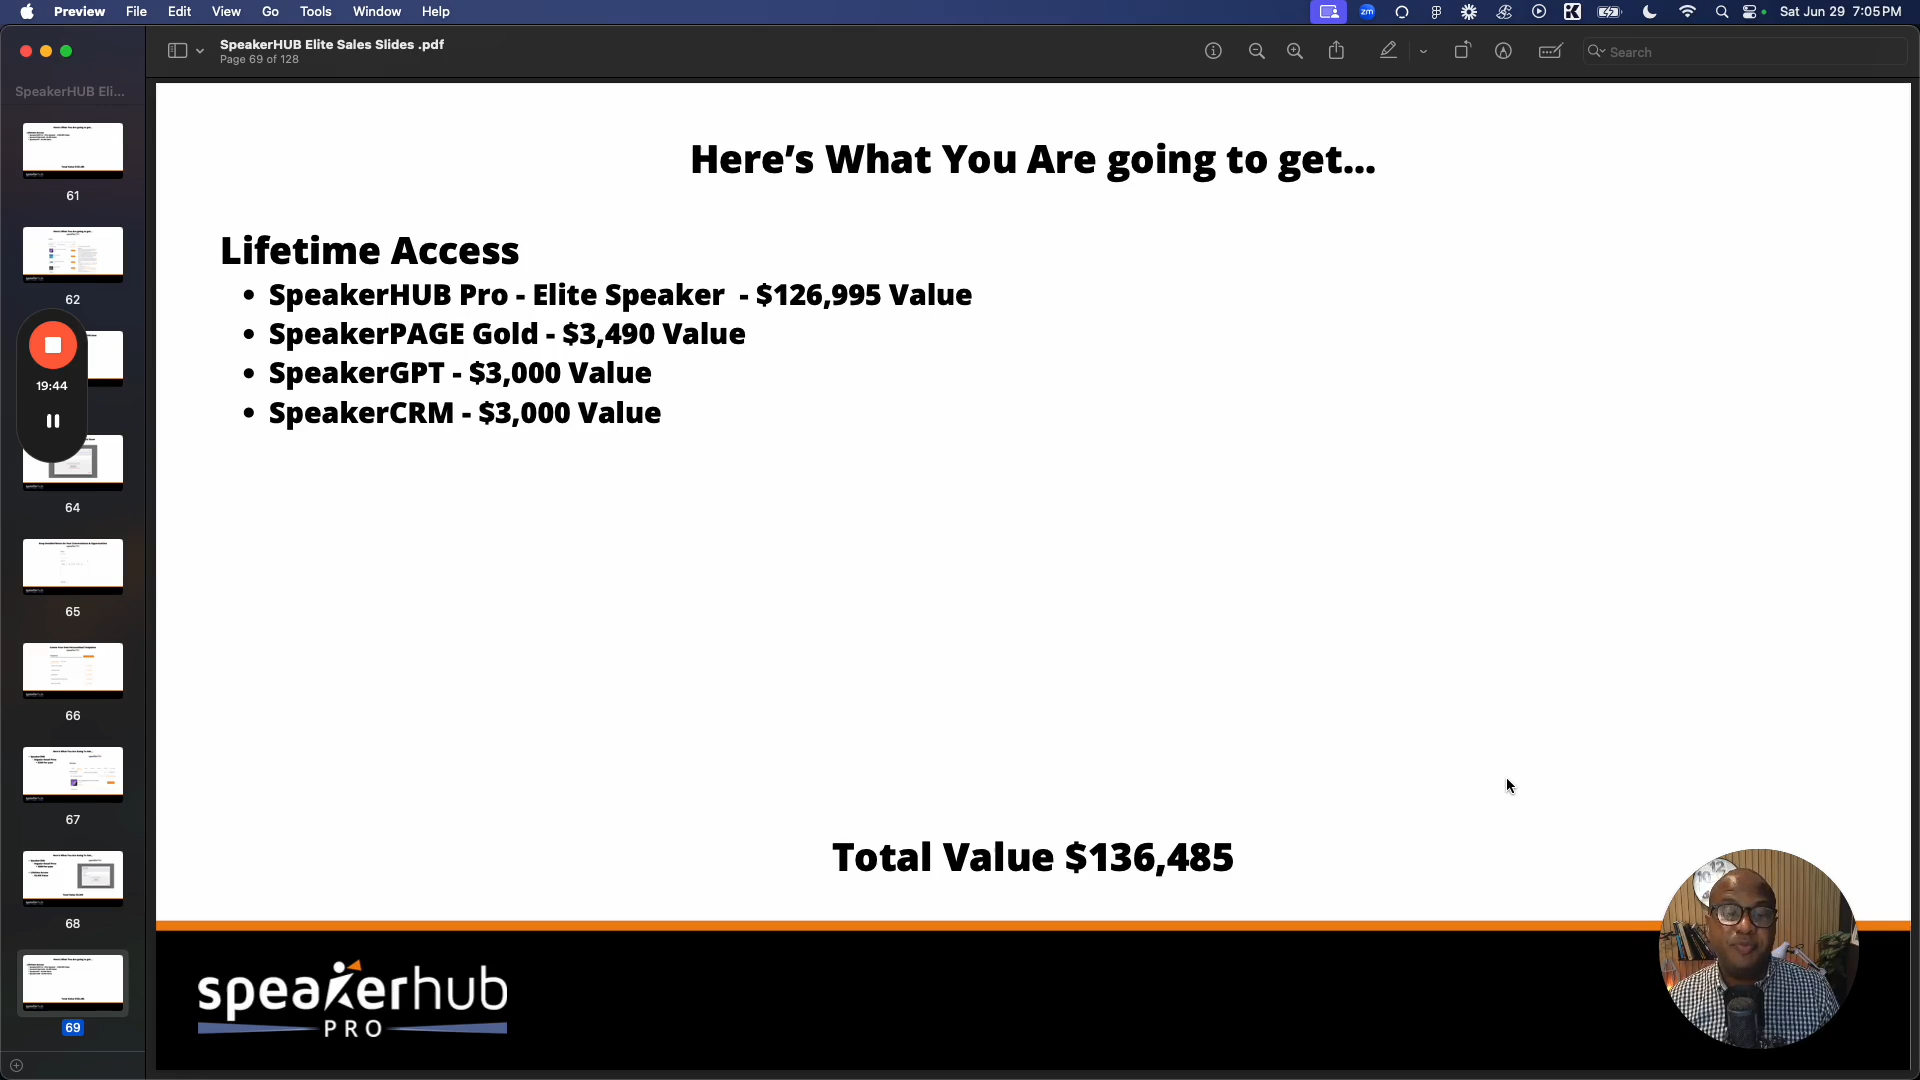 Preview File Edit View Go Tools Window Help
zm
Sat Jun 29 7:05 PM
SpeakerHUB Elite Sales Slides .pdf
Page 69 of 128
Search
SpeakerHUB Eli...
61
62
19:44
64
65
66
67
68
69
Here’s What You Are going to get...
Lifetime Access
• SpeakerHUB Pro - Elite Speaker - $126,995 Value
• SpeakerPAGE Gold - $3,490 Value
• SpeakerGPT - $3,000 Value
• SpeakerCRM - $3,000 Value
Total Value $136,485
speakerhub
PRO